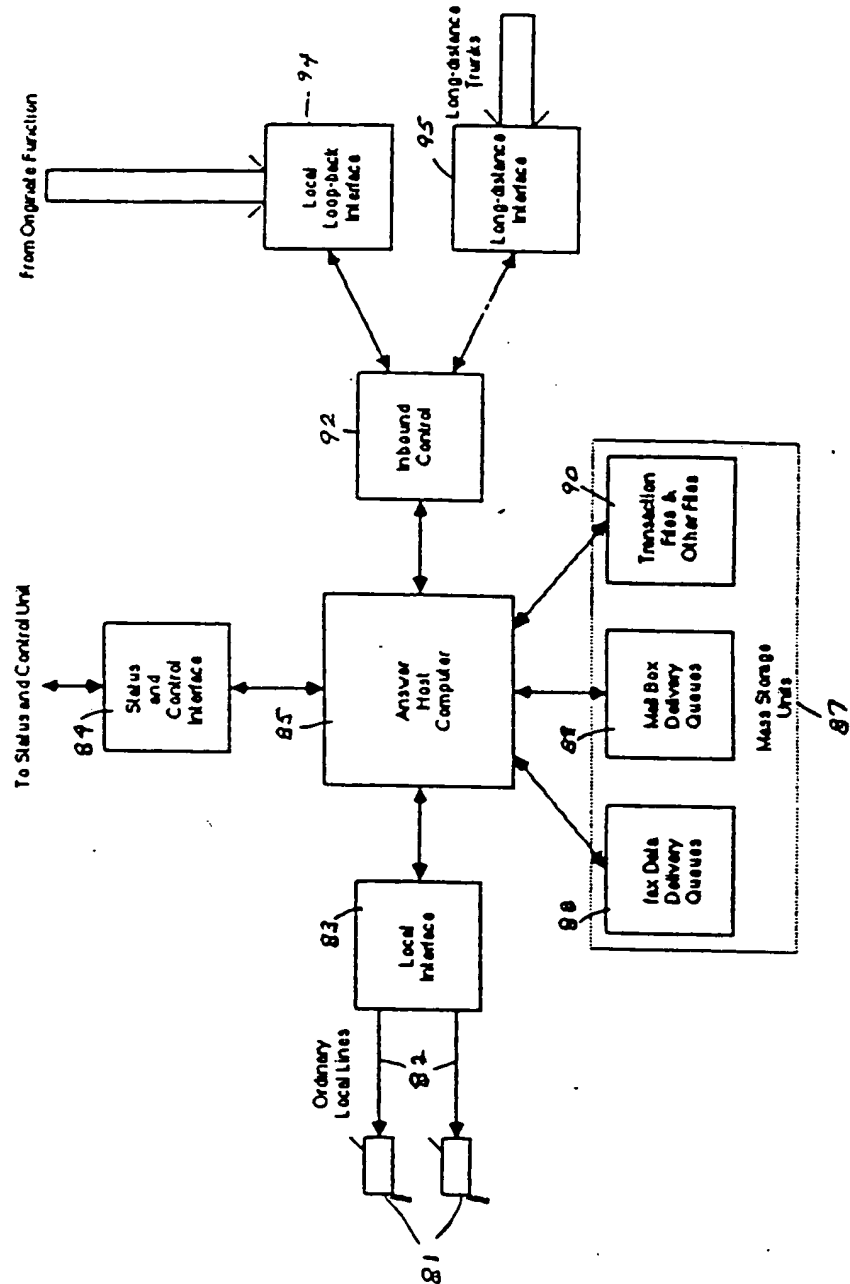 To Status and Control Unit
From Originate Function
84
Status
and
Control
Interface
94
Local
Loop-back
Interface
Ordinary
Local Lines
83
Local
Interface
82
81
85
Answer
Host
Computer
92
Inbound
Control
95
Long-distance
Interface
Long-distance
Trunks
88
fax Data
Delivery
Queues
89
Mail Box
Delivery
Queues
90
Transaction
Files &
Other Files
Mass Storage
Units
87